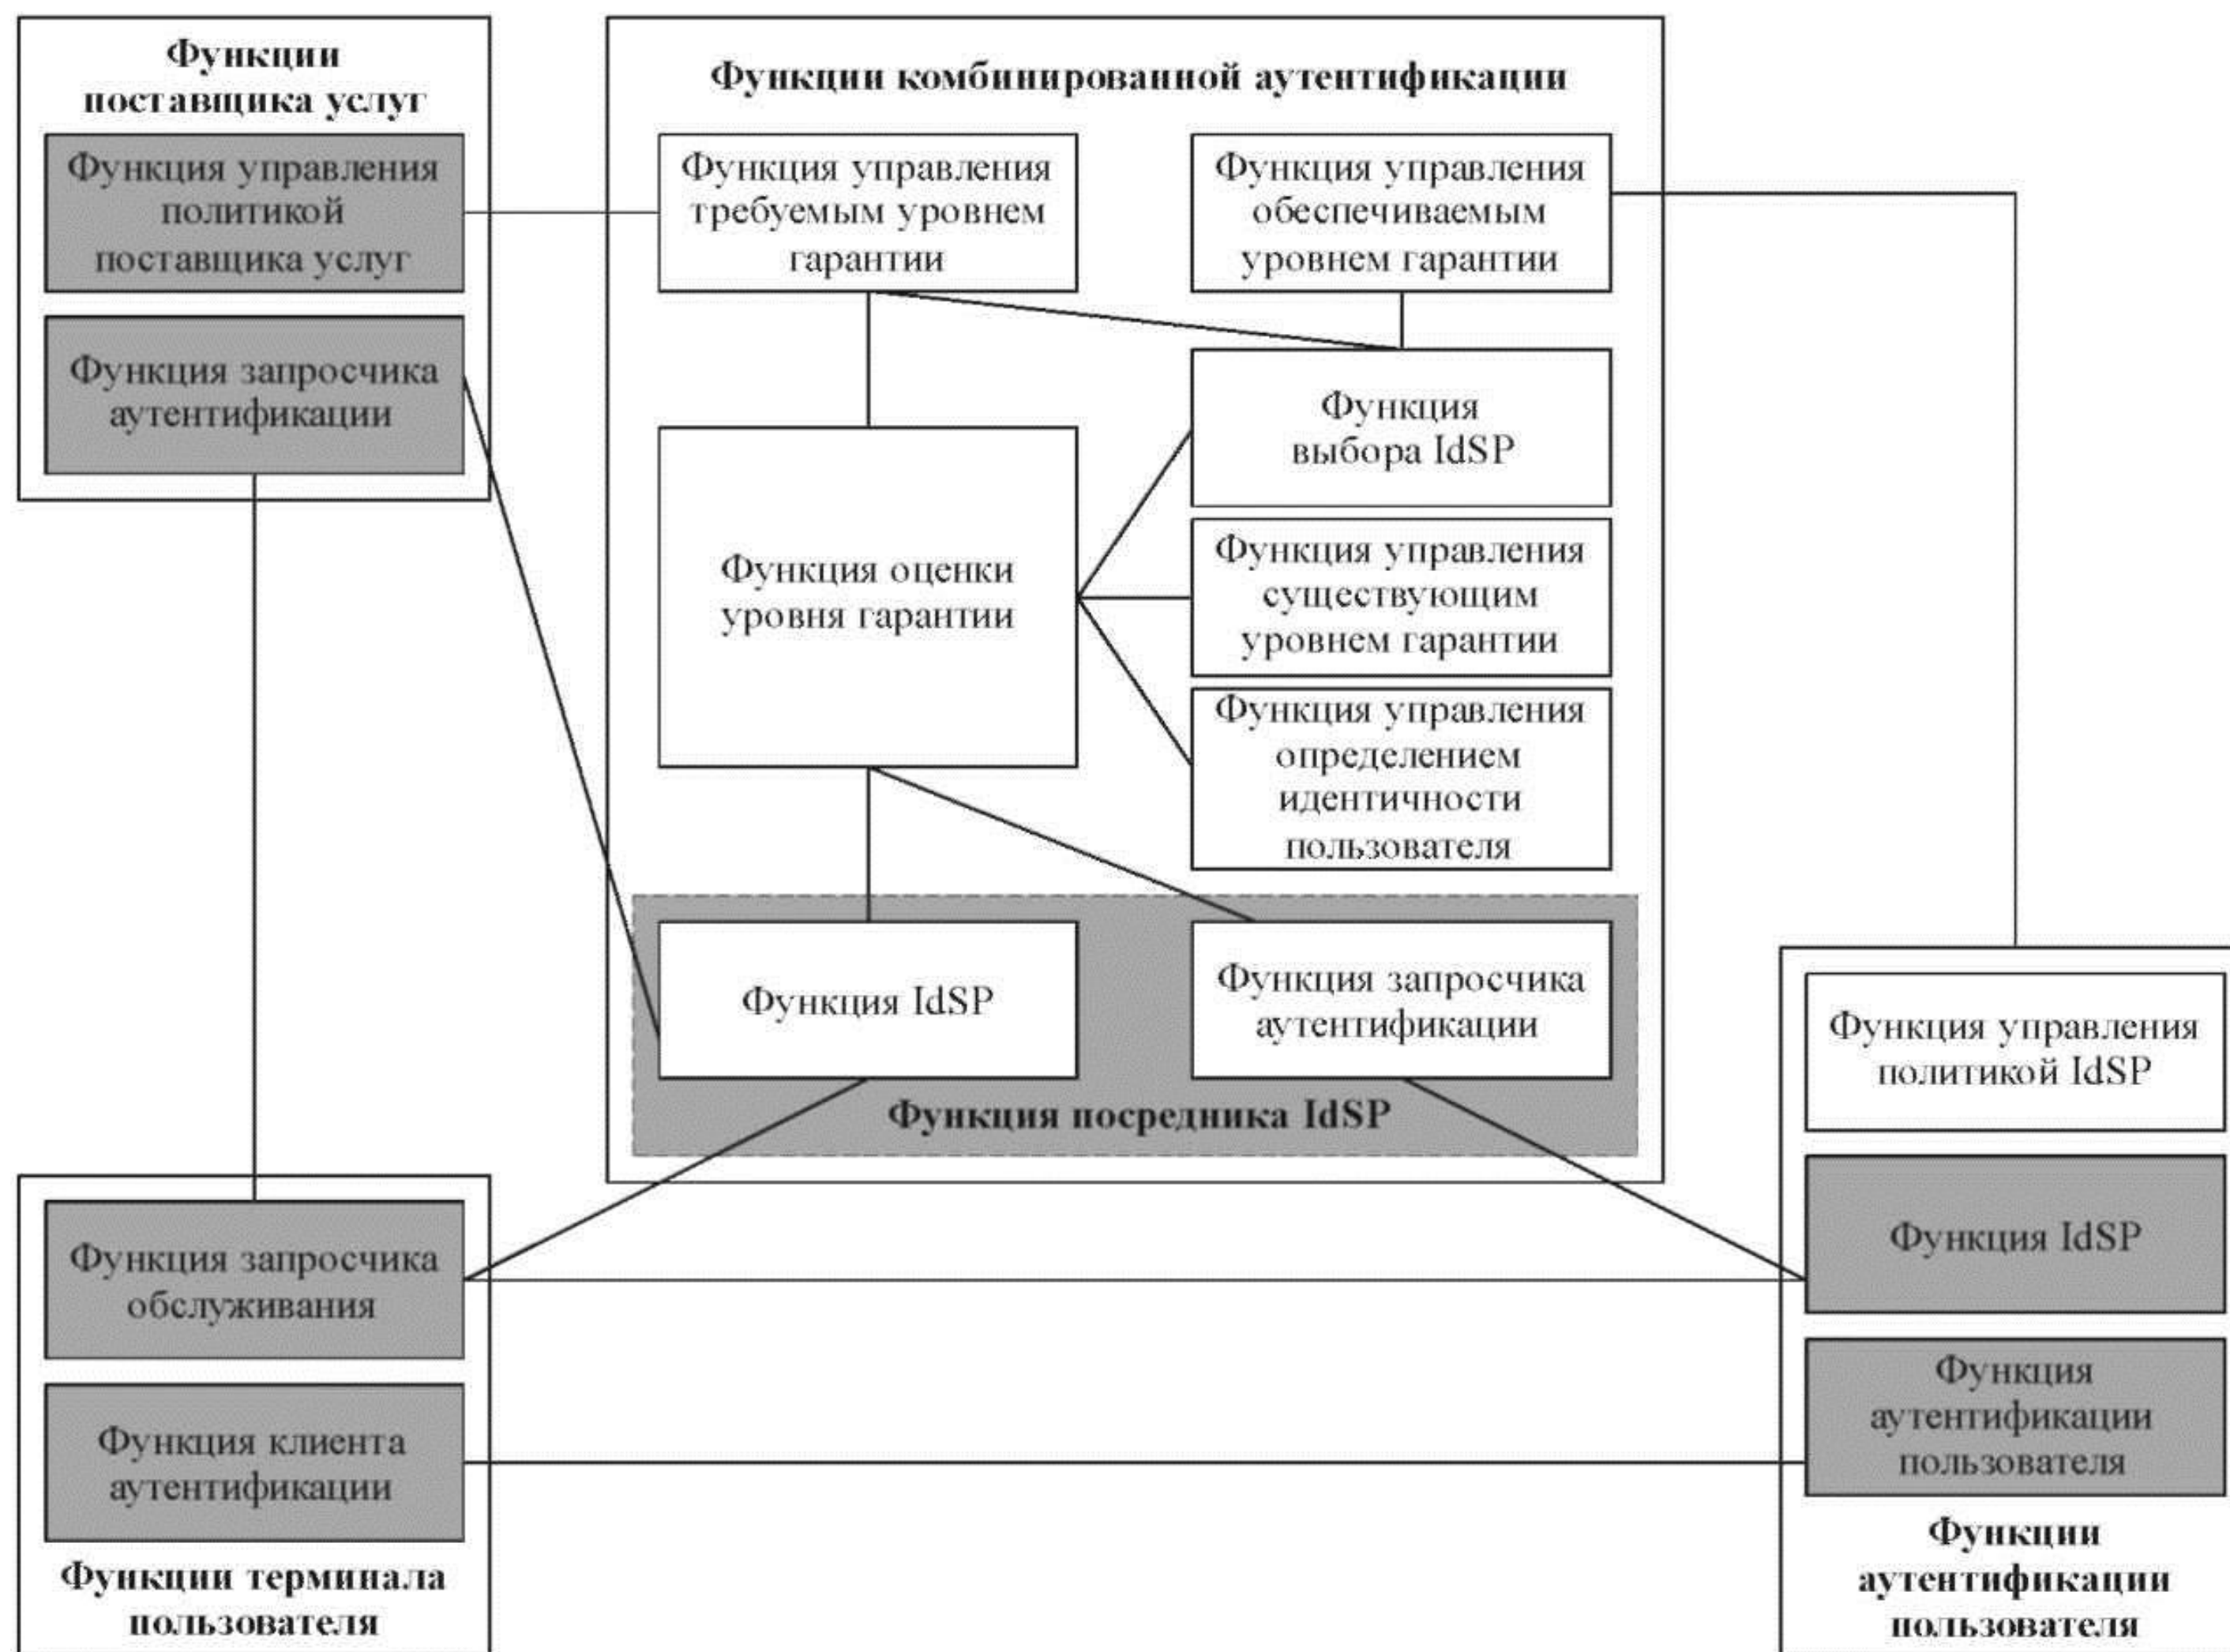 Функции
поставщика услуг
Функция управления
политикой
поставщика услуг
Функция запросчика
аутентификации
Функции комбинированной аутентификации
Функция управления
требуемым уровнем
гарантии
Функция управления
обеспечиваемым
уровнем гарантии
Функция
выбора IdSP
Функция оценки
уровня гарантии
Функция управления
существующим
уровнем гарантии
Функция управления
определением
идентичности
пользователя
Функция IdSP
Функция запросчика
аутентификации
Функция посредника IdSP
Функция запросчика
обслуживания
Функция клиента
аутентификации
Функции терминала
пользователя
Функция управления
политикой IdSP
Функция IdSP
Функция
аутентификации
пользователя
Функции
аутентификации
пользователя